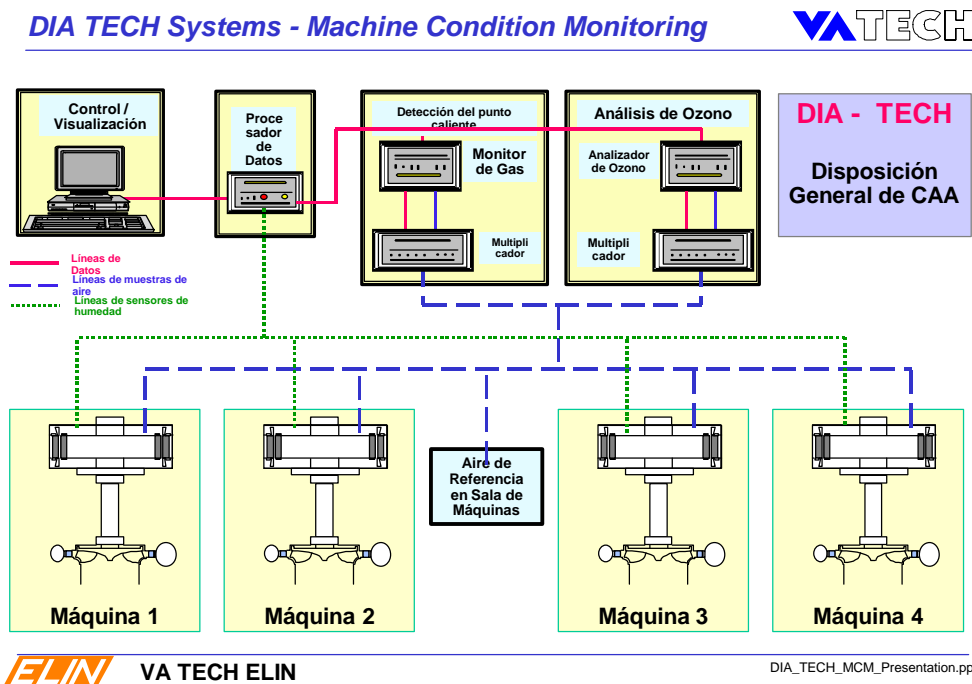 DIA TECH Systems - Machine Condition Monitoring
VATECH
Control /
Visualización
Proce
sador
de
Datos
Detección del punto
caliente
Monitor
de Gas
Multipli
cador
Análisis de Ozono
Analizador
de Ozono
Multipli
cador
DIA - TECH
Disposición
General de CAA
Líneas de
Datos
Líneas de muestras de
aire
Líneas de sensores de
humedad
Aire de
Referencia
en Sala de
Máquinas
Máquina 1
Máquina 2
Máquina 3
Máquina 4
ELIN
VA TECH ELIN
DIA_TECH_MCM_Presentation.pp